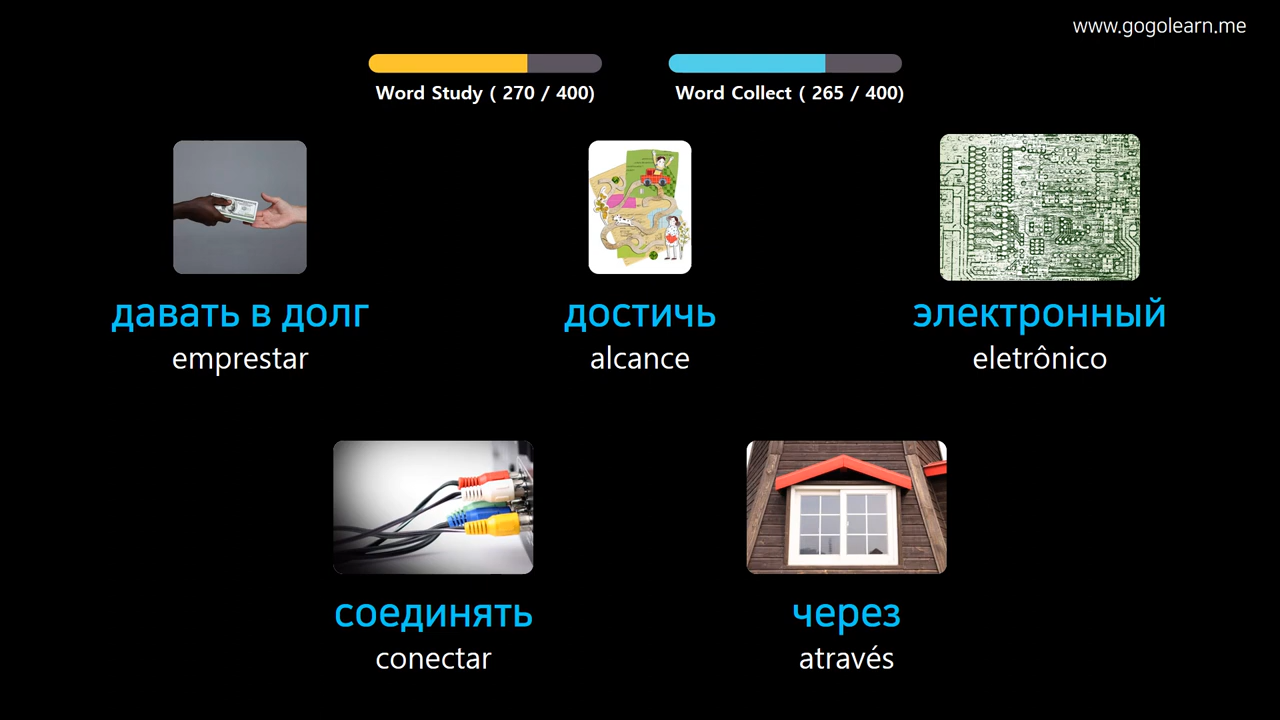 www.gogolearn.me
Word Study ( 270 / 400)
Word Collect ( 265 / 400)
давать в долг
emprestar
достичь
alcance
электронный
eletrônico
соединять
conectar
через
através